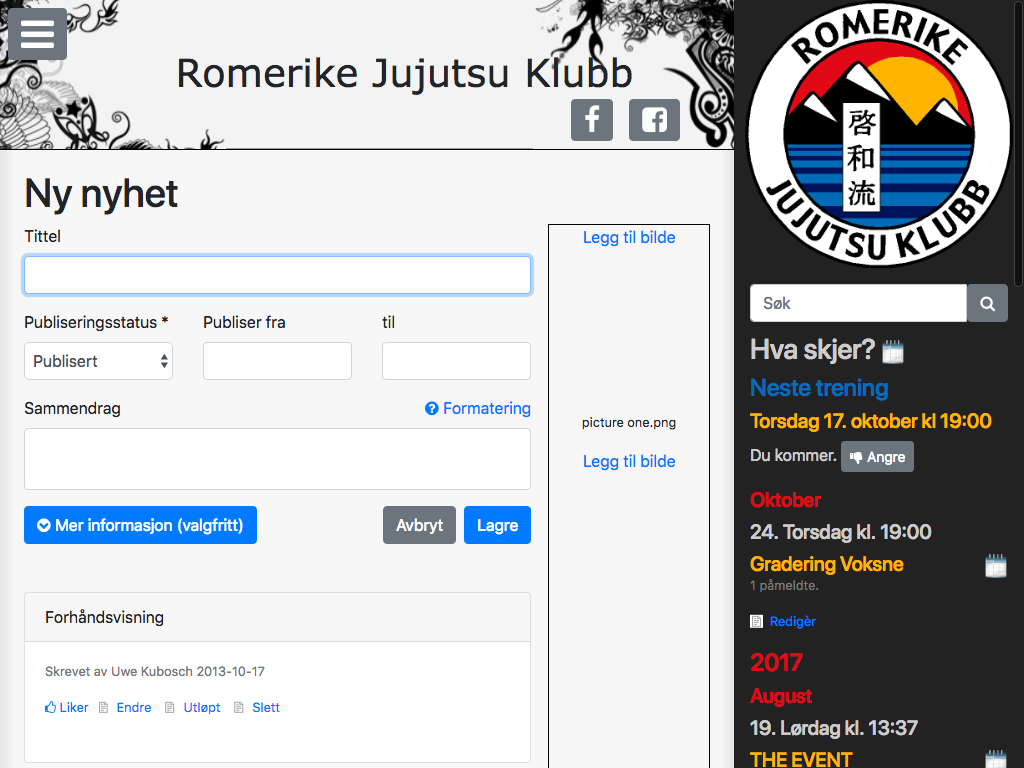 Romerike Jujutsu Klubb
Ny nyhet
Tittel
Publiseringsstatus *
Publiser fra
til
Publisert
Sammendrag
Formatering
Mer informasjon (valgfritt)
Avbryt
Lagre
Forhåndsvisning
Skrevet av Uwe Kubosch 2013-10-17
Liker
Endre
Utløpt
Slett
Legg til bilde
picture one.png
Legg til bilde
ROMERIKE
啓和流
JUJUTSU KLUBB
Søk
Hva skjer?
Neste trening
Torsdag 17. oktober kl 19:00
Du kommer.
Angre
Oktober
24. Torsdag kl. 19:00
Gradering Voksne
1 påmeldte.
Redigèr
2017
August
19. Lørdag kl. 13:37
THE EVENT